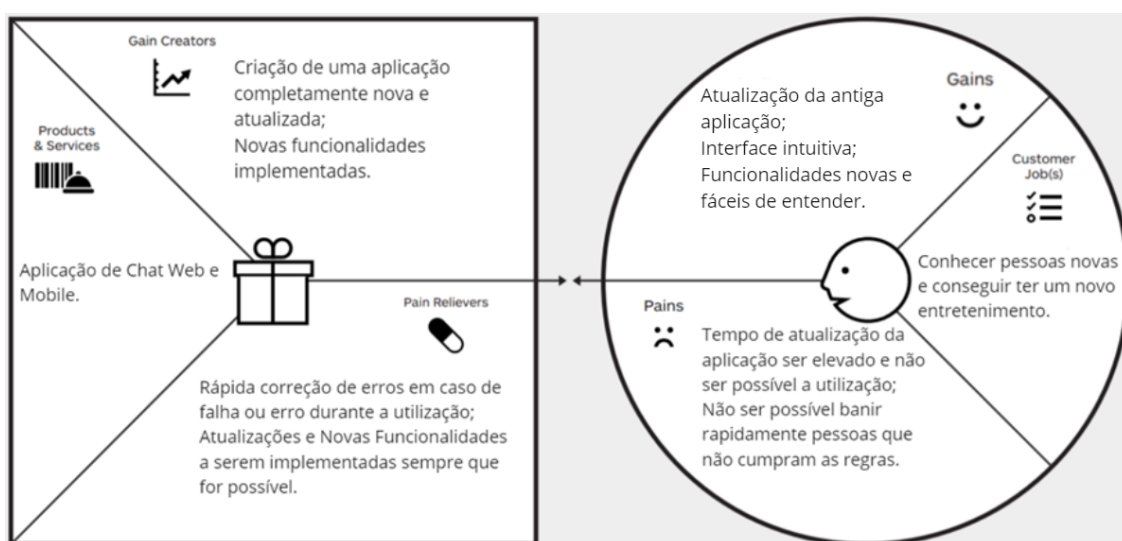 Gain Creators
Criação de uma aplicação
completamente nova e
atualizada;
Novas funcionalidades
implementadas.
Products
& Services
Aplicação de Chat Web e
Mobile.
Pain Relievers
Rápida correção de erros em caso de
falha ou erro durante a utilização;
Atualizações e Novas Funcionalidades
a serem implementadas sempre que
for possível.
Gains
Atualização da antiga
aplicação;
Interface intuitiva;
Funcionalidades novas e
fáceis de entender.
Customer
Job(s)
Conhecer pessoas novas
e conseguir ter um novo
entretenimento.
Pains
Tempo de atualização da
aplicação ser elevado e não
ser possível a utilização;
Não ser possível banir
rapidamente pessoas que
não cumpram as regras.